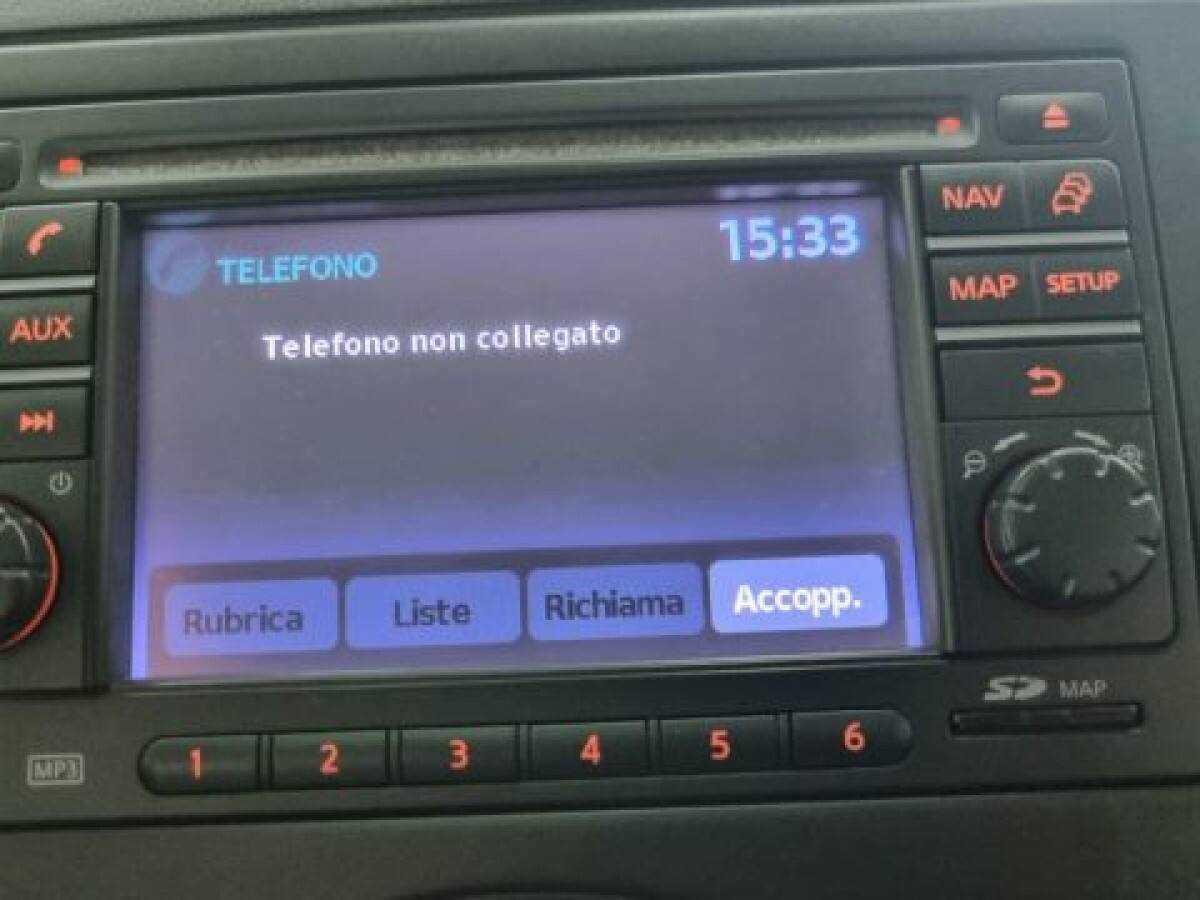 NAV
TELEFONO
15:33
Telefono non collegato
AUX
MAP SETUP
Rubrica Liste Richiama Accopp.
SD MAP
MP3
1 2 3 4 5 6